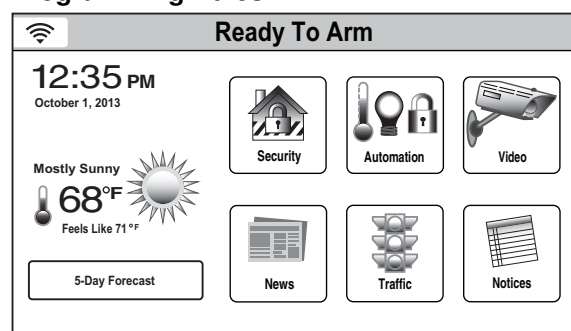 Ready To Arm
12:35 PM
October 1, 2013
Mostly Sunny
68°F
Feels Like 71°F
5-Day Forecast
Security
Automation
Video
News
Traffic
Notices